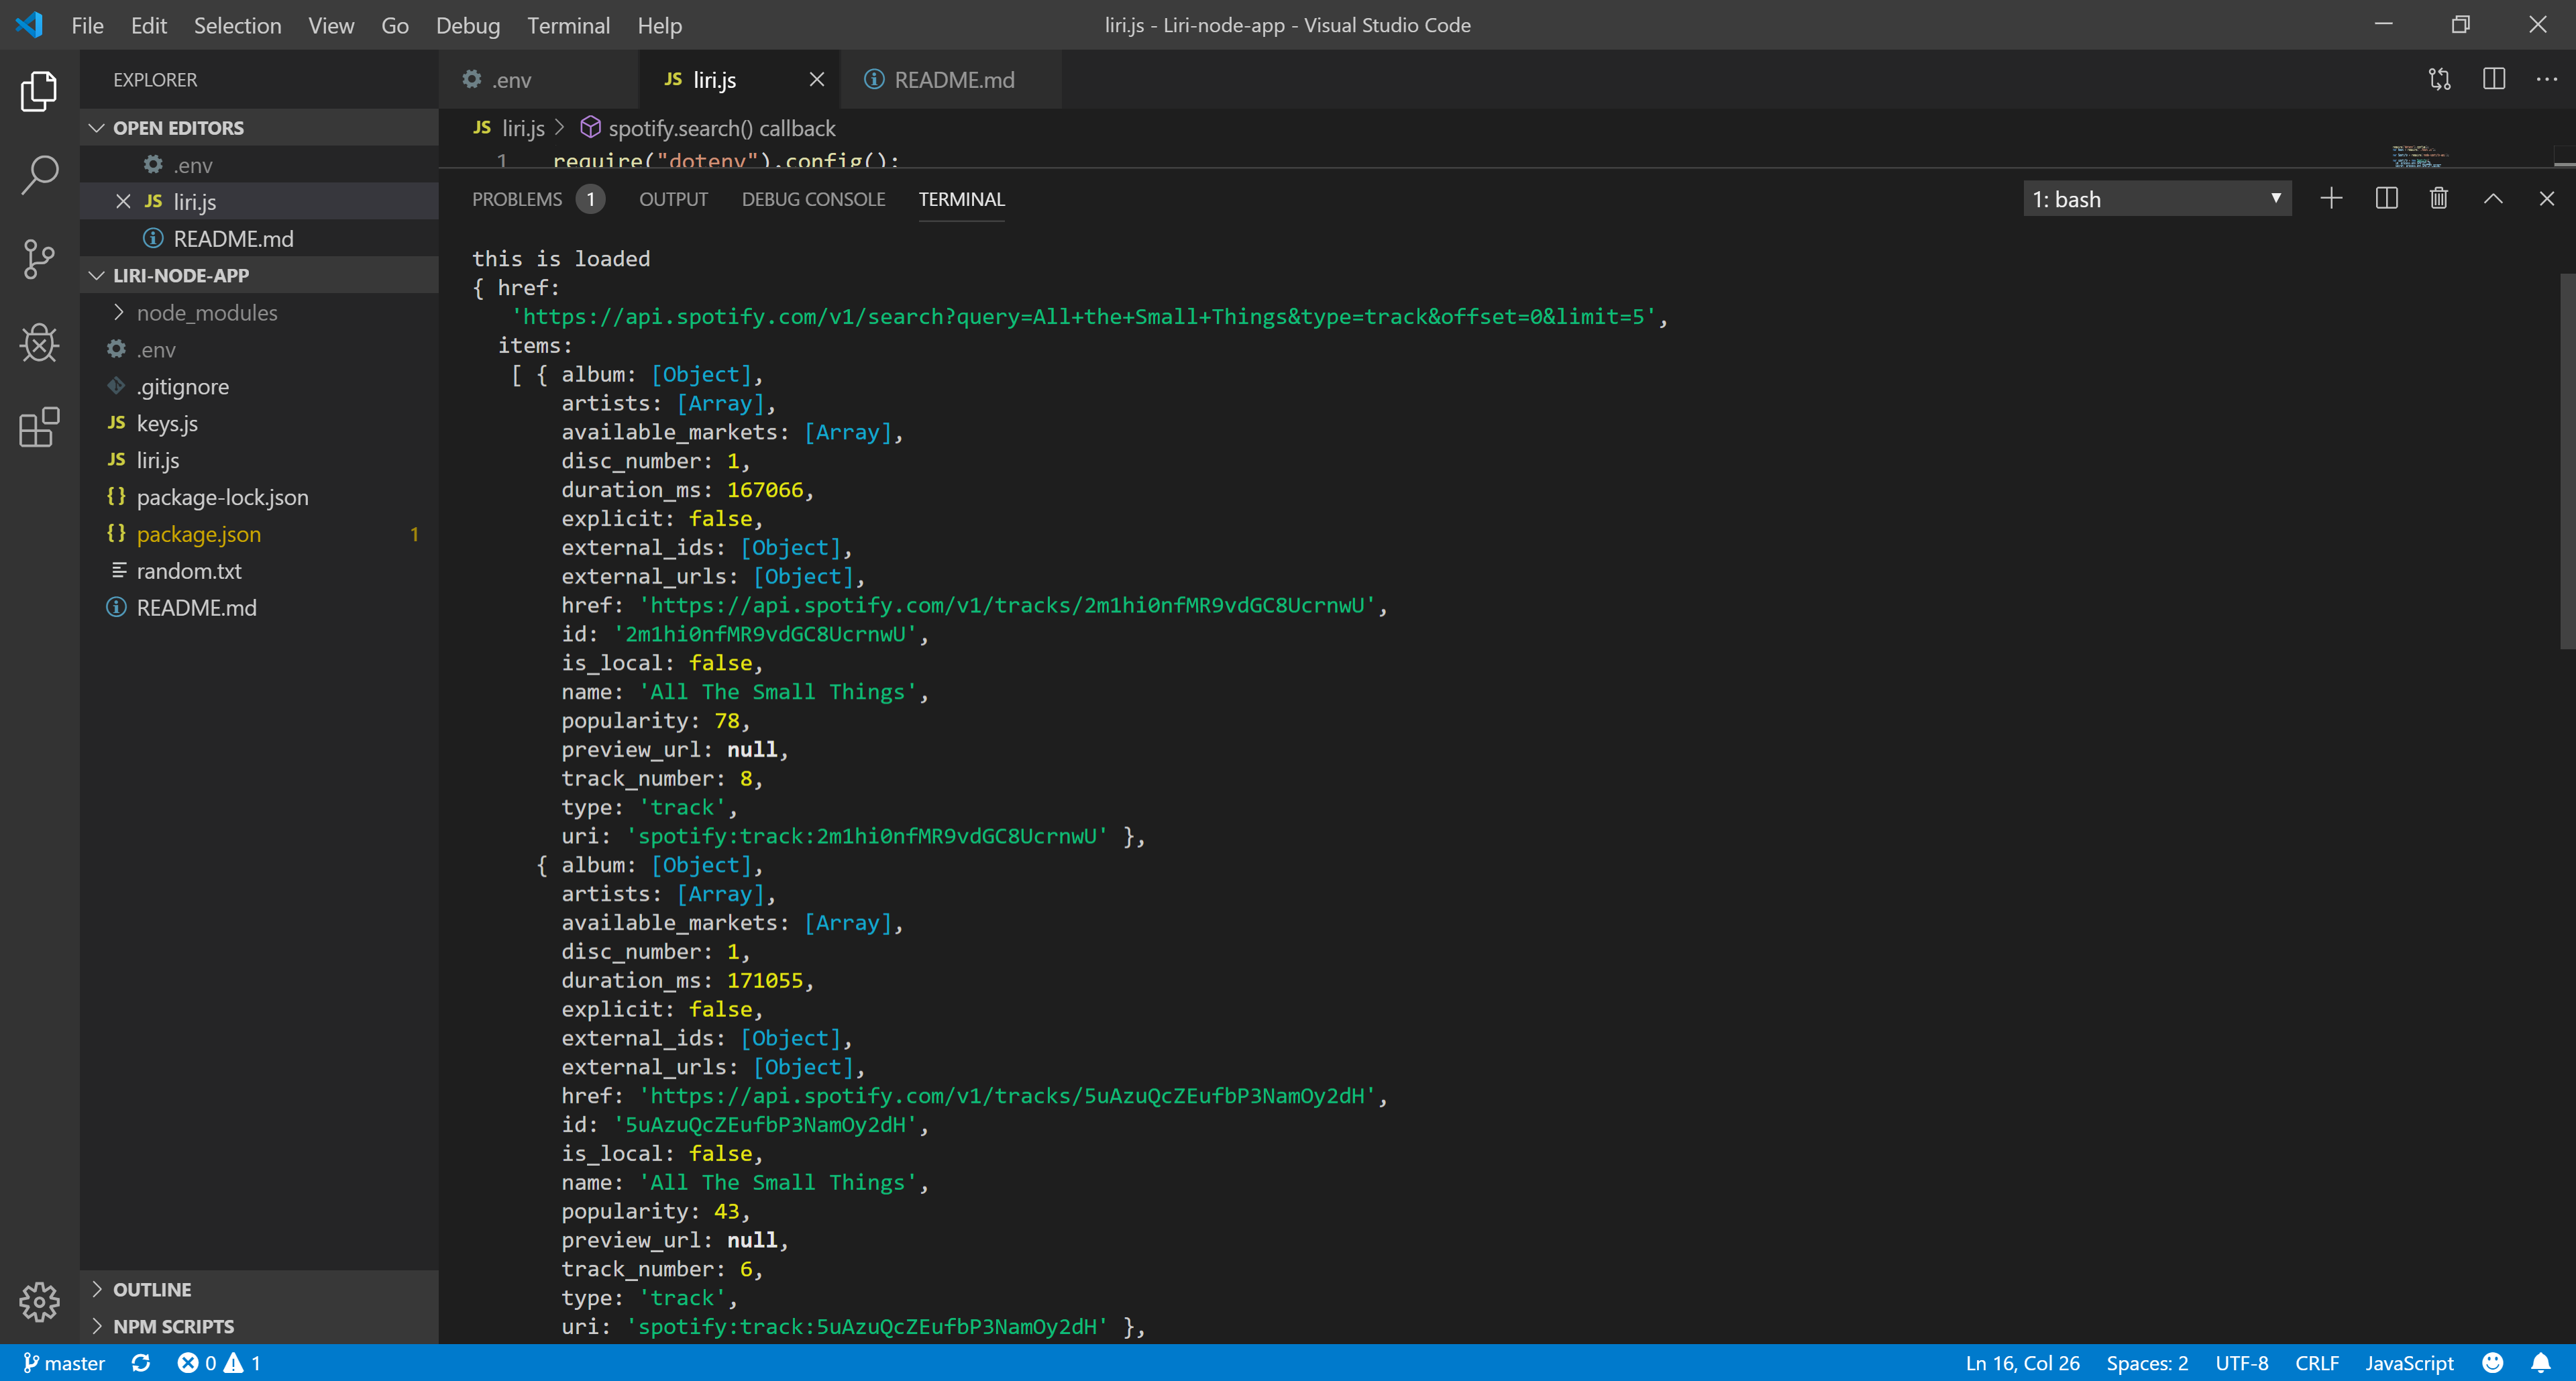 File Edit Selection View Go Debug Terminal Help
liri.js - Liri-node-app - Visual Studio Code
EXPLORER
OPEN EDITORS
.env
JS liri.js
README.md
LIRI-NODE-APP
node_modules
.env
.gitignore
JS keys.js
JS liri.js
{} package-lock.json
{} package.json 1
random.txt
README.md
OUTLINE
NPM SCRIPTS
.env JS liri.js README.md
JS liri.js > spotify.search() callback
1 require("dotenv").config();
PROBLEMS 1 OUTPUT DEBUG CONSOLE TERMINAL
1: bash
this is loaded
{ href:
'https://api.spotify.com/v1/search?query=All+the+Small+Things&type=track&offset=0&limit=5',
items:
[ { album: [Object],
artists: [Array],
available_markets: [Array],
disc_number: 1,
duration_ms: 167066,
explicit: false,
external_ids: [Object],
external_urls: [Object],
href: 'https://api.spotify.com/v1/tracks/2m1hi0nfMR9vdGC8UcrnwU',
id: '2m1hi0nfMR9vdGC8UcrnwU',
is_local: false,
name: 'All The Small Things',
popularity: 78,
preview_url: null,
track_number: 8,
type: 'track',
uri: 'spotify:track:2m1hi0nfMR9vdGC8UcrnwU' },
{ album: [Object],
artists: [Array],
available_markets: [Array],
disc_number: 1,
duration_ms: 171055,
explicit: false,
external_ids: [Object],
external_urls: [Object],
href: 'https://api.spotify.com/v1/tracks/5uAzuQcZEufbP3NamOy2dH',
id: '5uAzuQcZEufbP3NamOy2dH',
is_local: false,
name: 'All The Small Things',
popularity: 43,
preview_url: null,
track_number: 6,
type: 'track',
uri: 'spotify:track:5uAzuQcZEufbP3NamOy2dH' },
master 0 1
Ln 16, Col 26 Spaces: 2 UTF-8 CRLF JavaScript